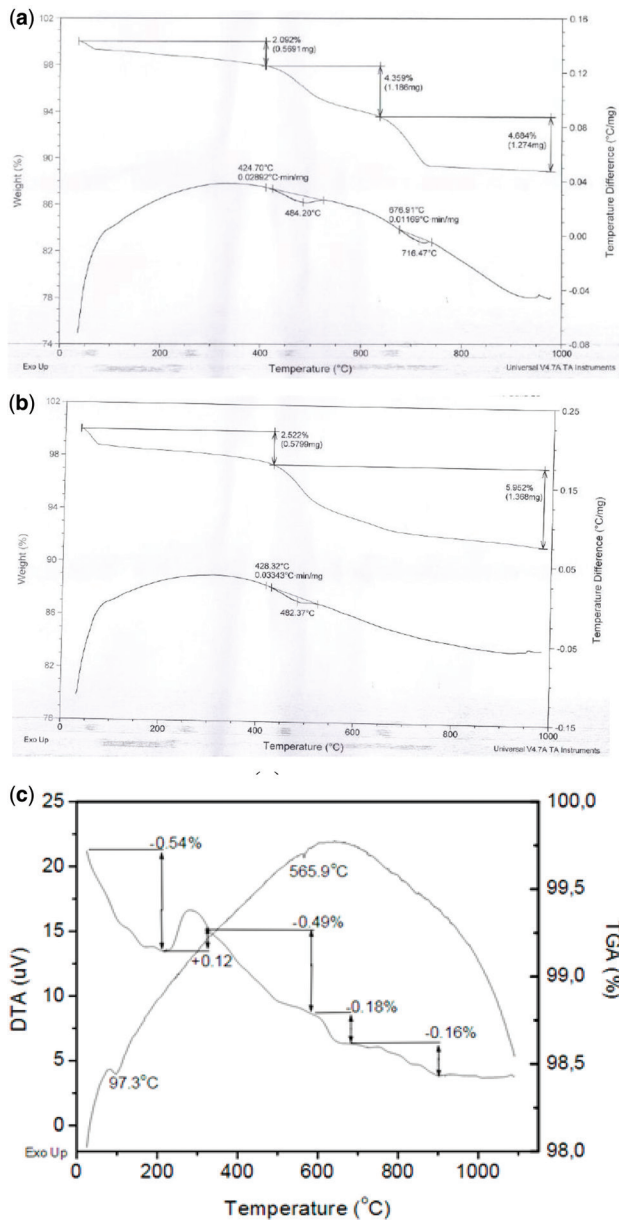 (a)
102
98
94
90
86
82
78
74
Weight (%)
2.092%
(0.5691mg)
4.359%
(1.186mg)
4.684%
(1.274mg)
424.70°C
0.02892°C·min/mg
484.20°C
676.91°C
0.01169°C·min/mg
716.47°C
0.16
0.12
0.08
0.04
0.00
-0.04
-0.08
Temperature Difference (°C/mg)
0
200
400
600
800
1000
Exo Up
Temperature (°C)
Universal V4.7A TA Instruments
(b)
102
98
94
90
86
82
78
Weight (%)
2.522%
(0.5799mg)
5.952%
(1.368mg)
428.32°C
0.03343°C·min/mg
482.37°C
0.25
0.15
0.05
-0.05
-0.15
Temperature Difference (°C/mg)
0
200
400
600
800
1000
Exo Up
Temperature (°C)
Universal V4.7A TA Instruments
(c)
25
20
15
10
5
0
DTA (uV)
-0.54%
+0.12
-0.49%
-0.18%
-0.16%
565.9°C
97.3°C
100,0
99,5
99,0
98,5
98,0
TGA (%)
0
200
400
600
800
1000
Exo Up
Temperature (°C)